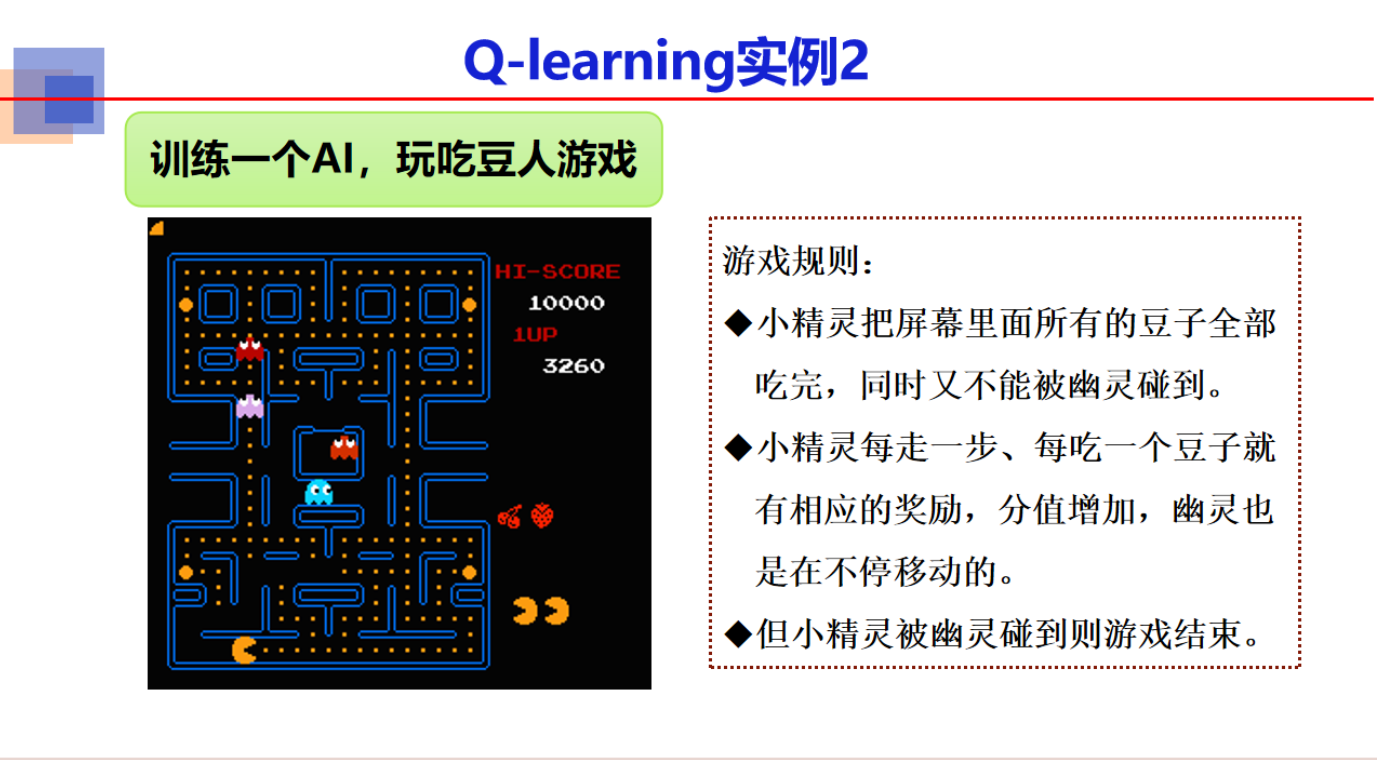 Q-learning实例2
训练一个AI，玩吃豆人游戏
HI-SCORE
10000
1UP
3260
游戏规则：
◆小精灵把屏幕里面所有的豆子全部
吃完，同时又不能被幽灵碰到。
◆小精灵每走一步、每吃一个豆子就
有相应的奖励，分值增加，幽灵也
是在不停移动的。
◆但小精灵被幽灵碰到则游戏结束。